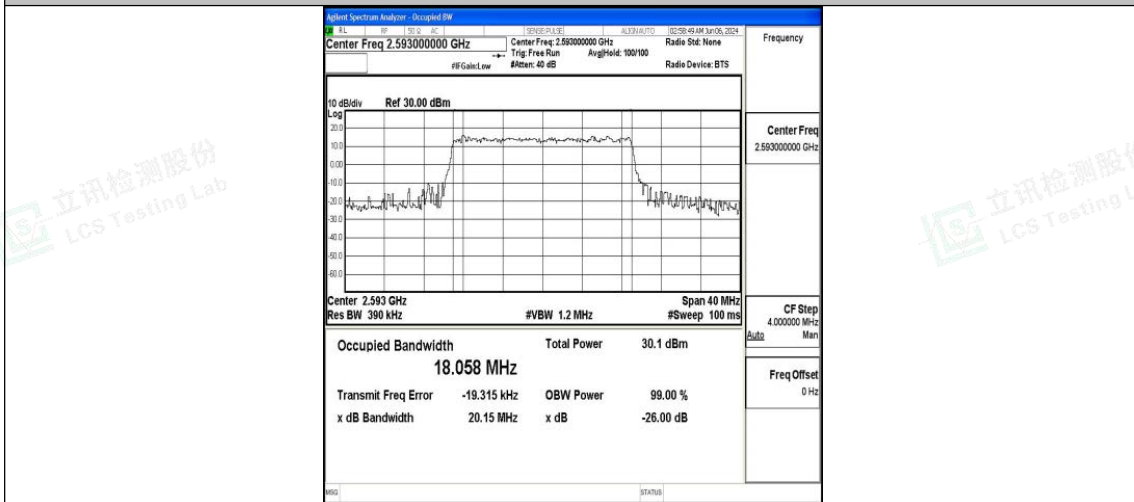 Agilent Spectrum Analyzer - Occupied BW
RL RF 50 Ω AC SENSE:PULSE ALIGNAUTO 02:58:49 AM Jun 06, 2024
Center Freq 2.593000000 GHz
Center Freq: 2.593000000 GHz
Radio Std: None
Trig: Free Run Avg|Hold: 100/100
#IFGain:Low #Atten: 40 dB Radio Device: BTS
10 dB/div Ref 30.00 dBm
Log
20.0
10.0
0.00
-10.0
-20.0
-30.0
-40.0
-50.0
-60.0
Center 2.593 GHz Span 40 MHz
Res BW 390 kHz #VBW 1.2 MHz #Sweep 100 ms
Occupied Bandwidth Total Power 30.1 dBm
18.058 MHz
Transmit Freq Error -19.315 kHz OBW Power 99.00 %
x dB Bandwidth 20.15 MHz x dB -26.00 dB
MSG STATUS
Frequency
Center Freq
2.593000000 GHz
CF Step
4.000000 MHz
Auto Man
Freq Offset
0 Hz
立讯检测股份
LCS Testing Lab
立讯检测股份
LCS Testing L